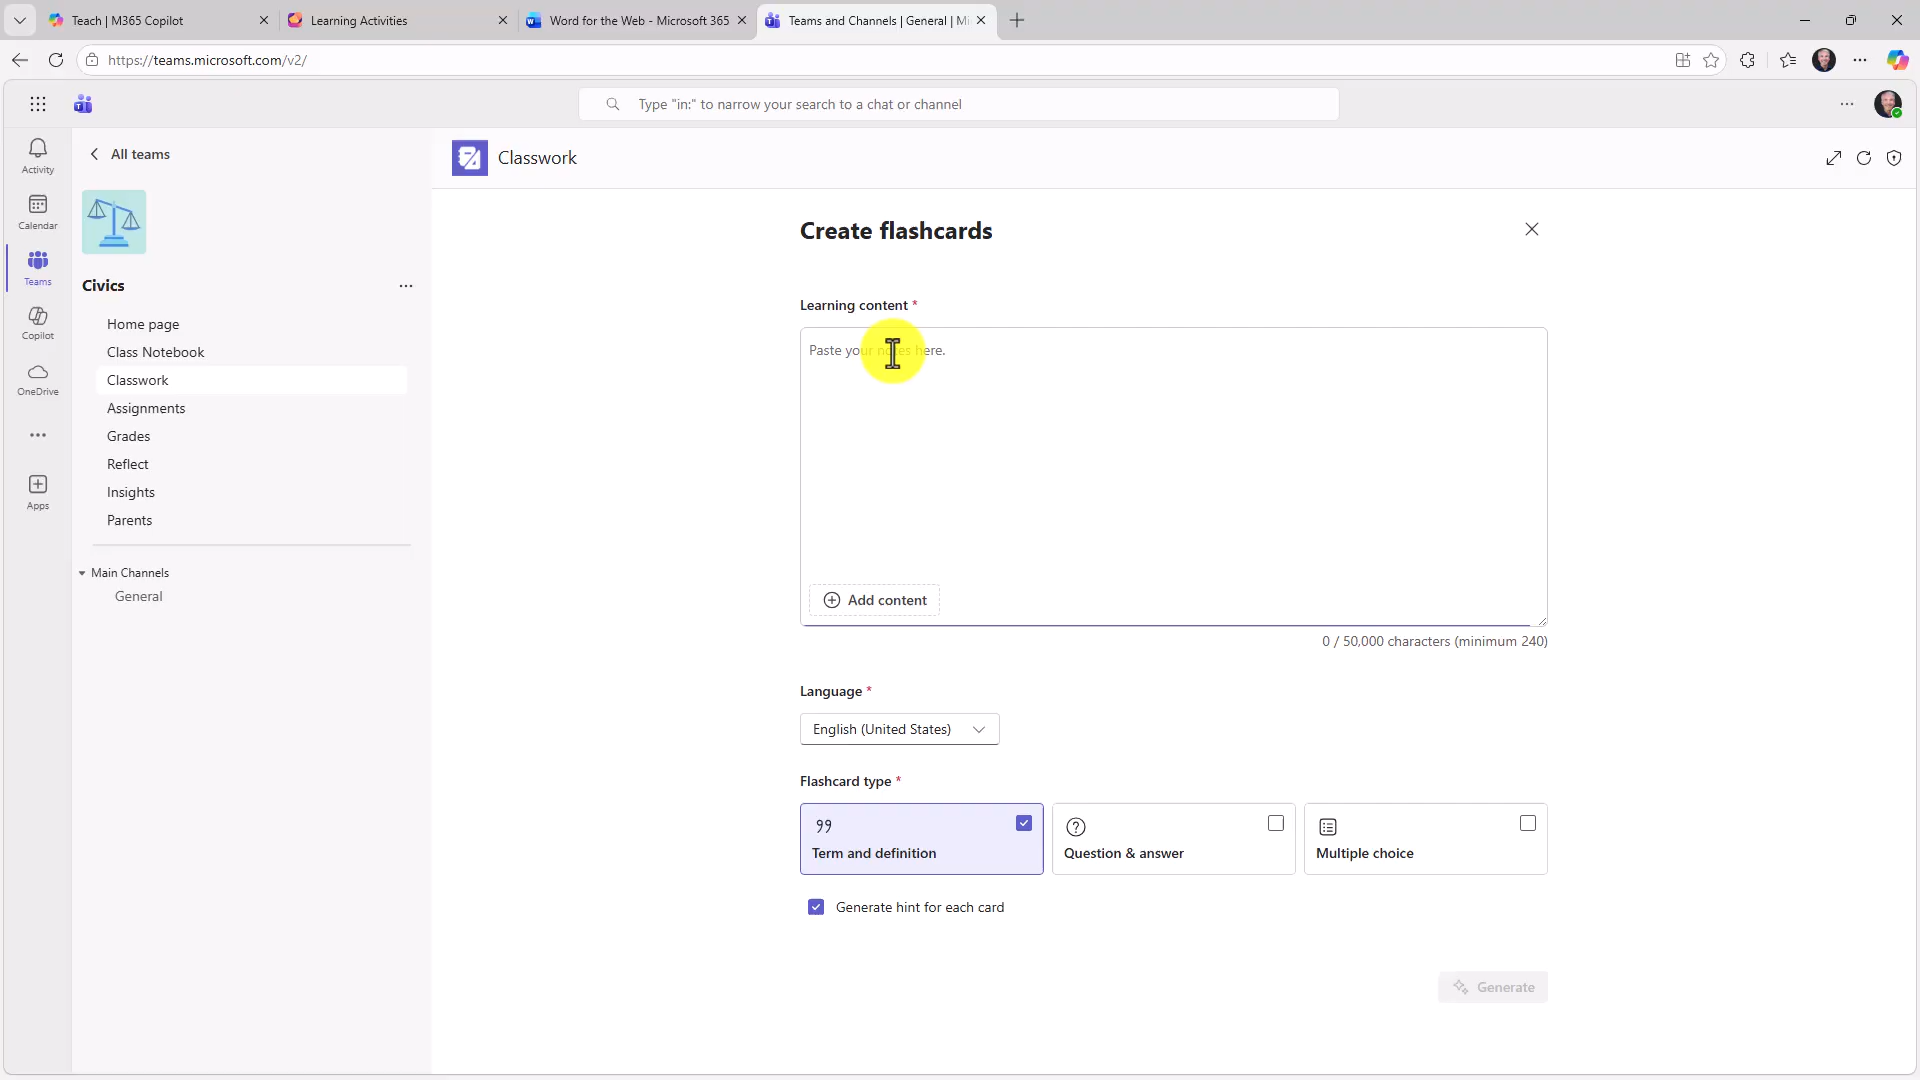 Teach | M365 Copilot
Learning Activities
Word for the Web - Microsoft 365
Teams and Channels | General | Mi
https://teams.microsoft.com/v2/
Type "in:" to narrow your search to a chat or channel
Activity
Calendar
Teams
Copilot
OneDrive
Apps
All teams
Civics
Home page
Class Notebook
Classwork
Assignments
Grades
Reflect
Insights
Parents
Main Channels
General
Classwork
Create flashcards
Learning content *
Paste your notes here.
Add content
0 / 50,000 characters (minimum 240)
Language *
English (United States)
Flashcard type *
Term and definition
Question & answer
Multiple choice
Generate hint for each card
Generate